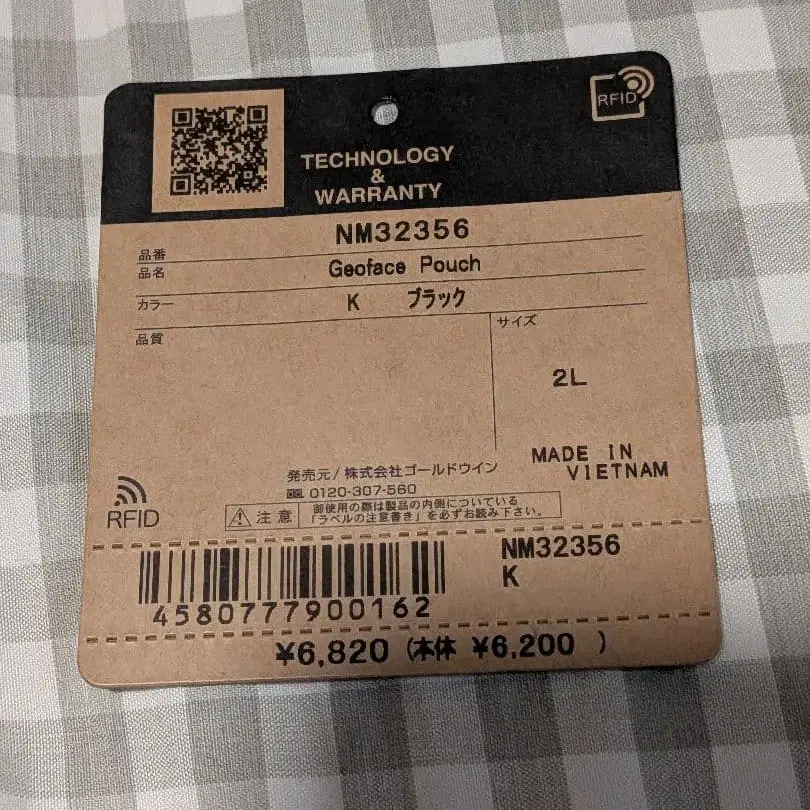 RFID
TECHNOLOGY
&
WARRANTY
品番 NM32356
品名 Geoface Pouch
カラー K ブラック
品質 サイズ
2L
MADE IN
VIETNAM
発売元/株式会社ゴールドウイン
0120-307-560
RFID
注意 御使用の際は製品の内側についている
「ラベルの注意書き」を必ずお読み下さい。
NM32356
K
4580777900162
¥6,820 (本体 ¥6,200 )